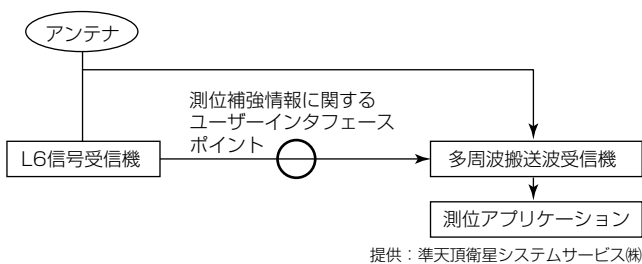 アンテナ
測位補強情報に関する
ユーザーインタフェース
ポイント
L6信号受信機
多周波搬送波受信機
測位アプリケーション
提供：準天頂衛星システムサービス㈱